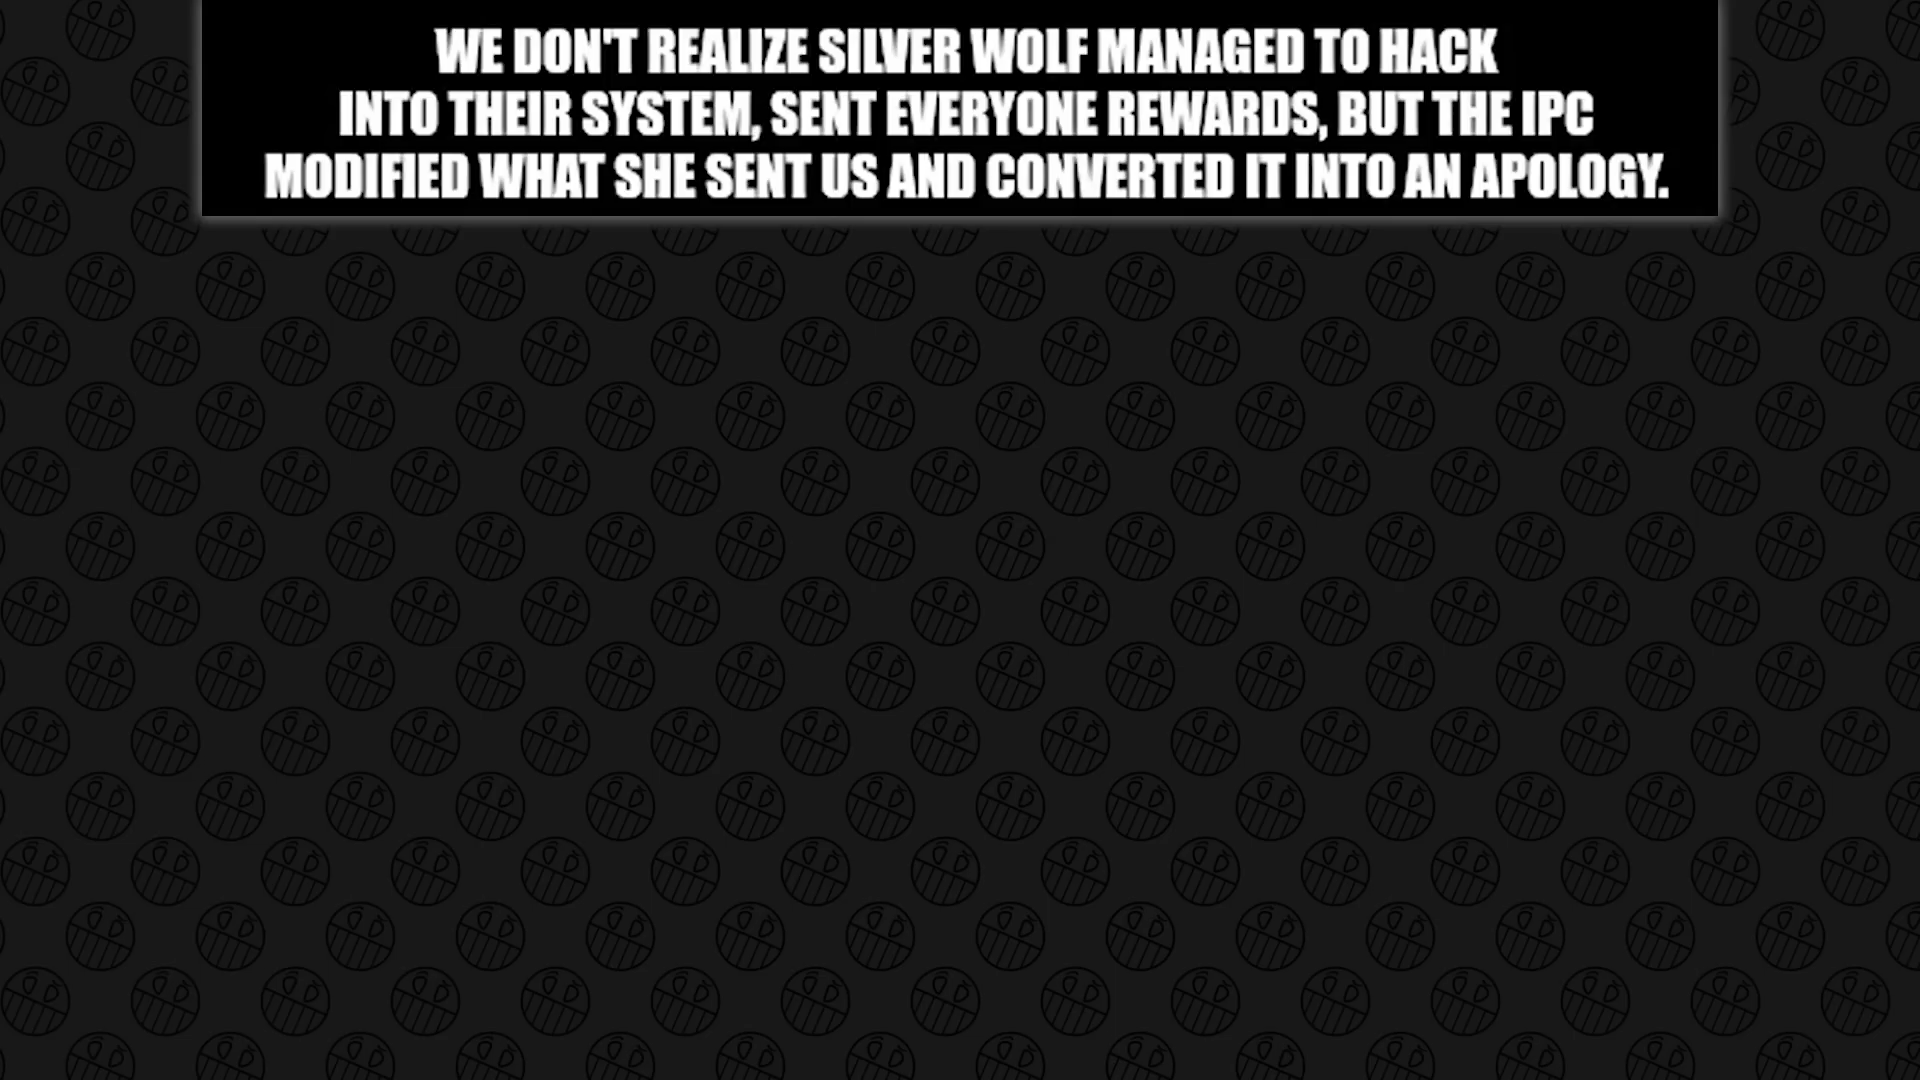 WE DON'T REALIZE SILVER WOLF MANAGED TO HACK
INTO THEIR SYSTEM, SENT EVERYONE REWARDS, BUT THE IPC
MODIFIED WHAT SHE SENT US AND CONVERTED IT INTO AN APOLOGY.